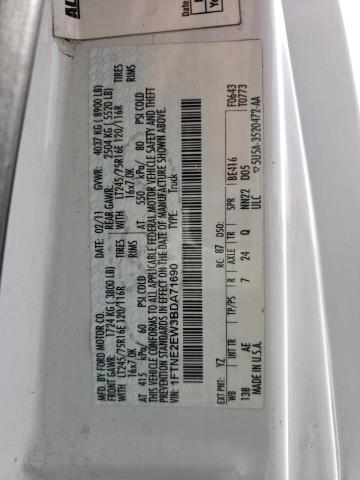 MFD. BY FORD MOTOR CO.
DATE: 02/11 GVWR: 4037 KG ( 8900 LB)
FRONT GAWR: 1724 KG ( 3800 LB) REAR GAWR: 2504 KG ( 5520 LB)
WITH LT245/75R16E 120/116R TIRES WITH LT245/75R16E 120/116R TIRES
16x7.0K RIMS 16x7.0K RIMS
AT 415 kPa/ 60 PSI COLD AT 550 kPa/ 80 PSI COLD
THIS VEHICLE CONFORMS TO ALL APPLICABLE FEDERAL MOTOR VEHICLE SAFETY AND THEFT
PREVENTION STANDARDS IN EFFECT ON THE DATE OF MANUFACTURE SHOWN ABOVE.
VIN: 1FTNE2EW3BDA71690
TYPE: Truck
F0643
T0773
EXT PNT: YZ RC: 87 DSO:
WB INT TR TP/PS R AXLE TR SPR BE416
138 AE 7 24 Q NN22 D05
MADE IN U.S.A. ULC
▽5U5A-3520472-AA